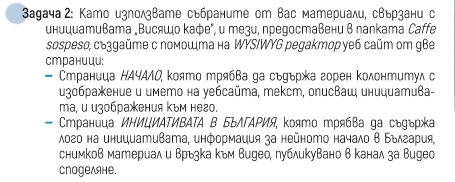 Задача 2: Като използвате събраните от вас материали, свързани с
инициативата „Висящо кафе“, и тези, предоставени в папката Caffe
sospeso, създайте с помощта на WYSIWYG редактор уеб сайт от две
страници:
– Страница НАЧАЛО, която трябва да съдържа горен колонтитул с
изображение и името на уебсайта, текст, описващ инициатива-
та, и изображения към него.
– Страница ИНИЦИАТИВАТА В БЪЛГАРИЯ, която трябва да съдържа
лого на инициативата, информация за нейното начало в България,
снимков материал и връзка към видео, публикувано в канал за видео
споделяне.